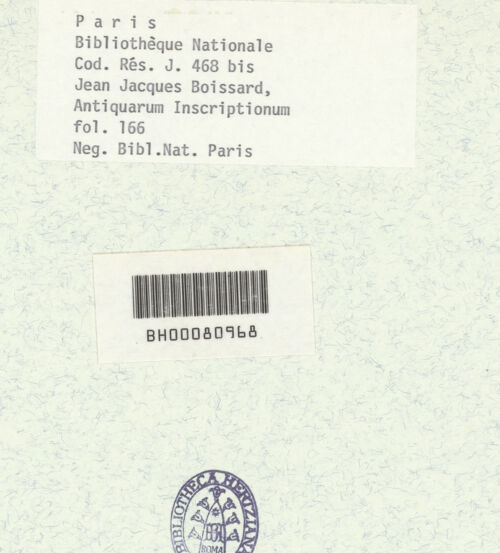 P a r i s
Bibliothèque Nationale
Cod. Rés. J. 468 bis
Jean Jacques Boissard,
Antiquarum Inscriptionum
fol. 166
Neg. Bibl.Nat. Paris
BH00080968
BIBLIOTHECA HERTZIANA
ROMA